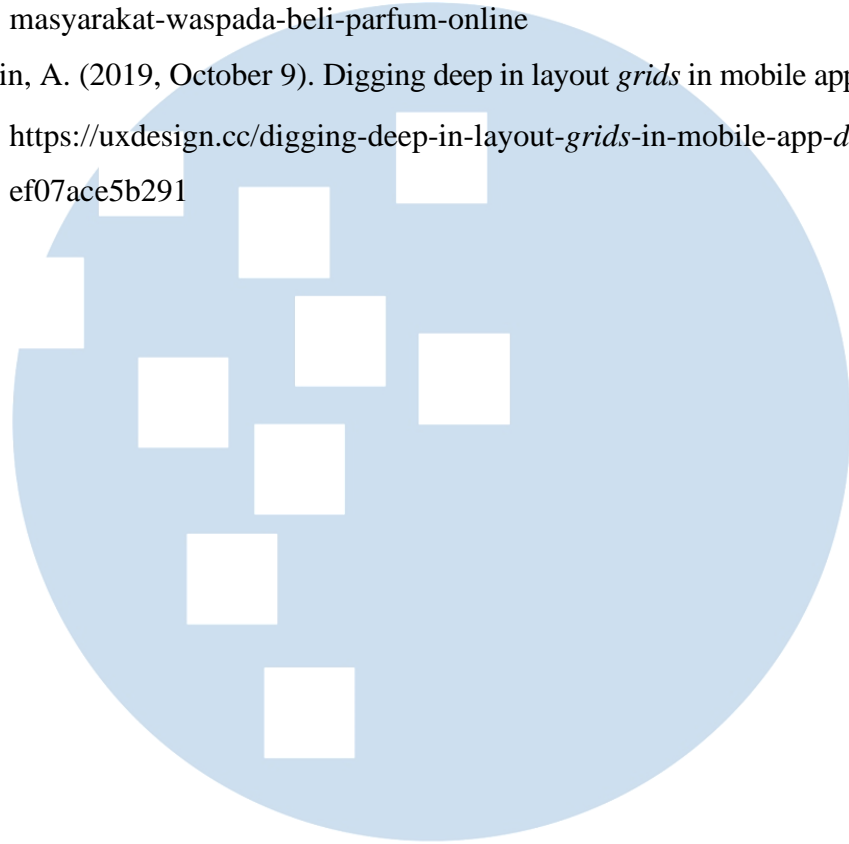 masyarakat-waspada-beli-parfum-online
in, A. (2019, October 9). Digging deep in layout grids in mobile app
https://uxdesign.cc/digging-deep-in-layout-grids-in-mobile-app-d
ef07ace5b291